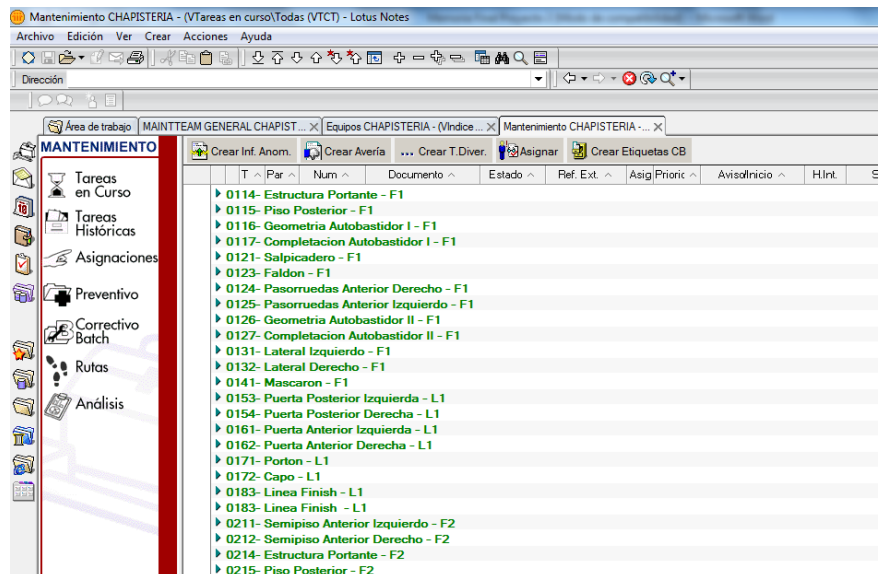 Mantenimiento CHAPISTERIA - (VTareas en curso\Todas (VTCT) - Lotus Notes
Archivo Edición Ver Crear Acciones Ayuda
Dirección
Área de trabajo MAINTTEAM GENERAL CHAPIST... Equipos CHAPISTERIA - (VIndice... Mantenimiento CHAPISTERIA -...
MANTENIMIENTO
Crear Inf. Anom. Crear Avería ... Crear T.Diver. Asignar Crear Etiquetas CB
T Par Num Documento Estado Ref. Ext. Asig Prioric Aviso/Inicio H.Int. S
Tareas
en Curso
Tareas
Históricas
Asignaciones
Preventivo
Correctivo
Batch
Rutas
Análisis
0114- Estructura Portante - F1
0115- Piso Posterior - F1
0116- Geometria Autobastidor I - F1
0117- Completacion Autobastidor I - F1
0121- Salpicadero - F1
0123- Faldon - F1
0124- Pasorruedas Anterior Derecho - F1
0125- Pasorruedas Anterior Izquierdo - F1
0126- Geometria Autobastidor II - F1
0127- Completacion Autobastidor II - F1
0131- Lateral Izquierdo - F1
0132- Lateral Derecho - F1
0141- Mascaron - F1
0153- Puerta Posterior Izquierda - L1
0154- Puerta Posterior Derecha - L1
0161- Puerta Anterior Izquierda - L1
0162- Puerta Anterior Derecha - L1
0171- Porton - L1
0172- Capo - L1
0183- Linea Finish - L1
0183- Linea Finish - L1
0211- Semipiso Anterior Izquierdo - F2
0212- Semipiso Anterior Derecho - F2
0214- Estructura Portante - F2
0215- Piso Posterior - F2